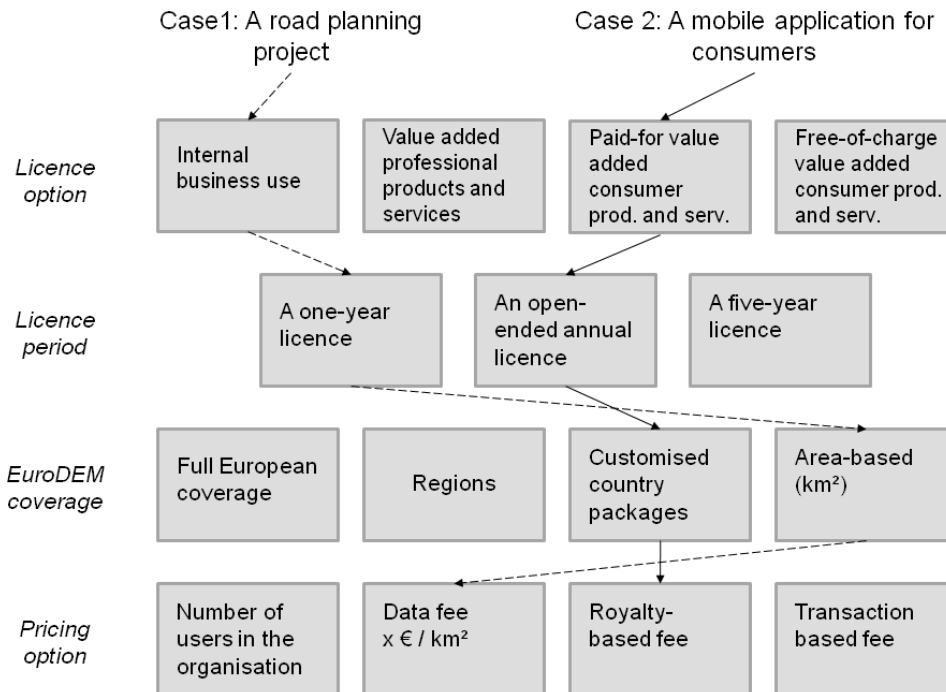 Case1: A road planning
project
Case 2: A mobile application for
consumers
Licence
option
Internal
business use
Value added
professional
products and
services
Paid-for value
added
consumer
prod. and serv.
Free-of-charge
value added
consumer prod.
and serv.
Licence
period
A one-year
licence
An open-
ended annual
licence
A five-year
licence
EuroDEM
coverage
Full European
coverage
Regions
Customised
country
packages
Area-based
(km²)
Pricing
option
Number of
users in the
organisation
Data fee
x € / km²
Royalty-
based fee
Transaction
based fee